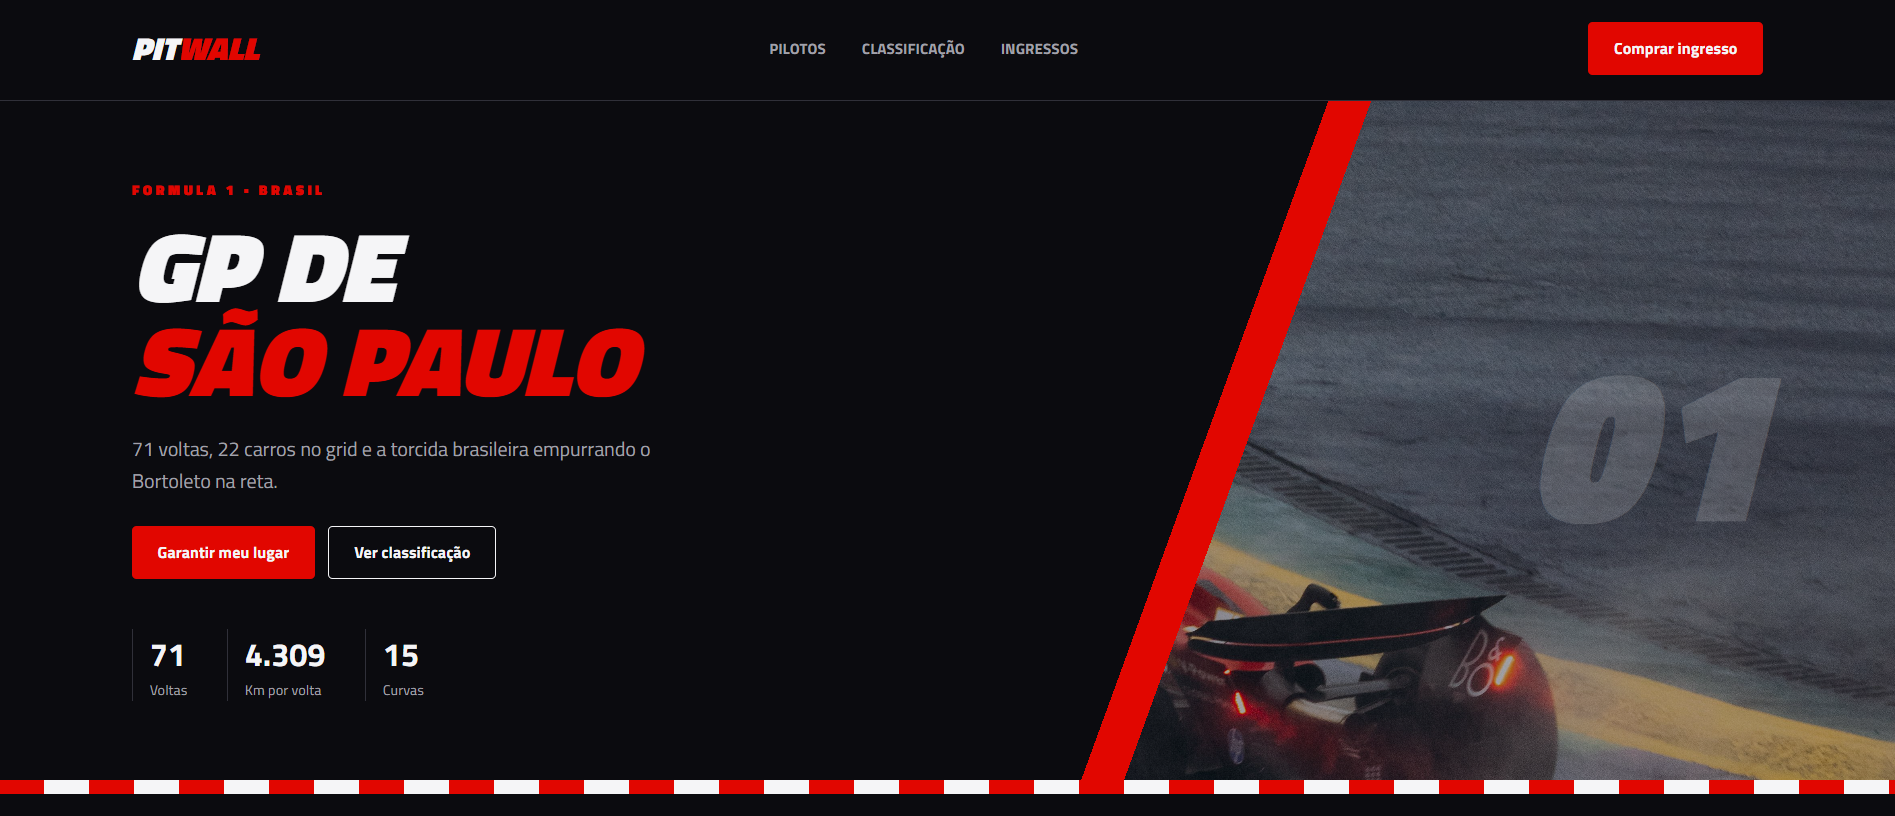 PITWALL
PILOTOS
CLASSIFICAÇÃO
INGRESSOS
Comprar ingresso
FORMULA 1 · BRASIL
GP DE
SÃO PAULO
71 voltas, 22 carros no grid e a torcida brasileira empurrando o
Bortoleto na reta.
Garantir meu lugar
Ver classificação
71
Voltas
4.309
Km por volta
15
Curvas
01
B&O